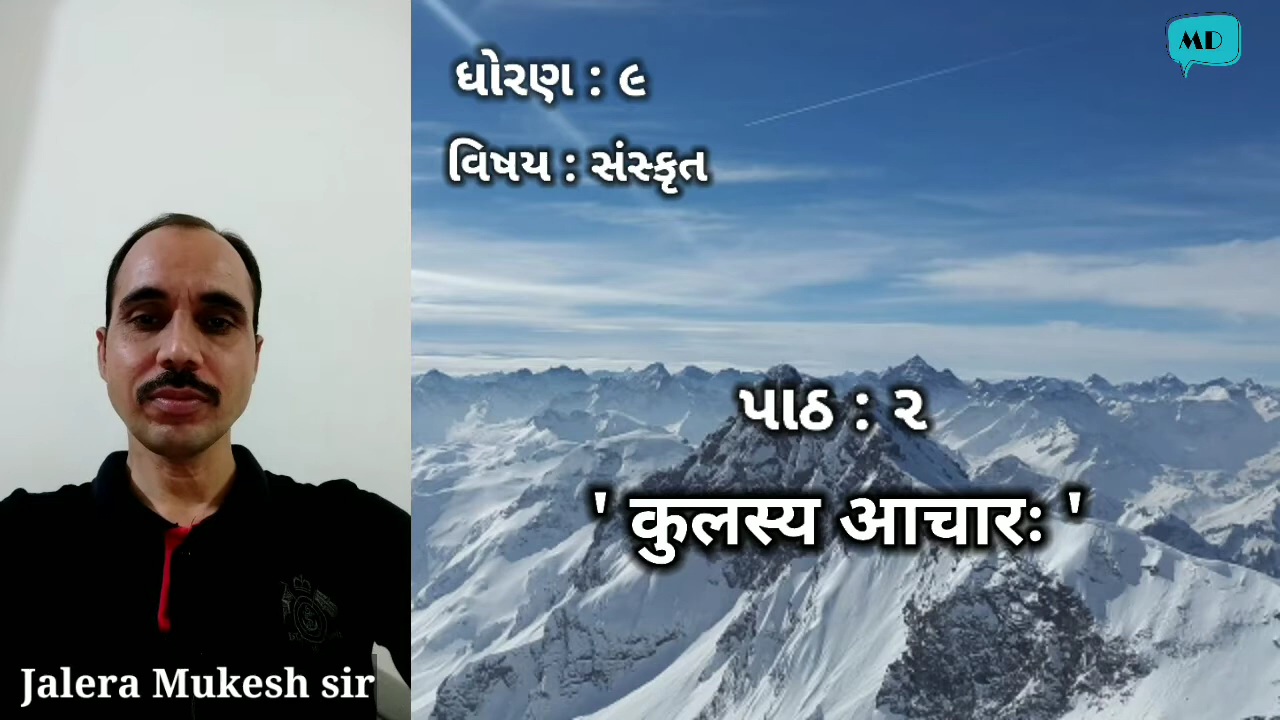 MD
ધોરણ : ૯
વિષય : સંસ્કૃત
પાઠ : ૨
' कुलस्य आचारः '
Jalera Mukesh sir